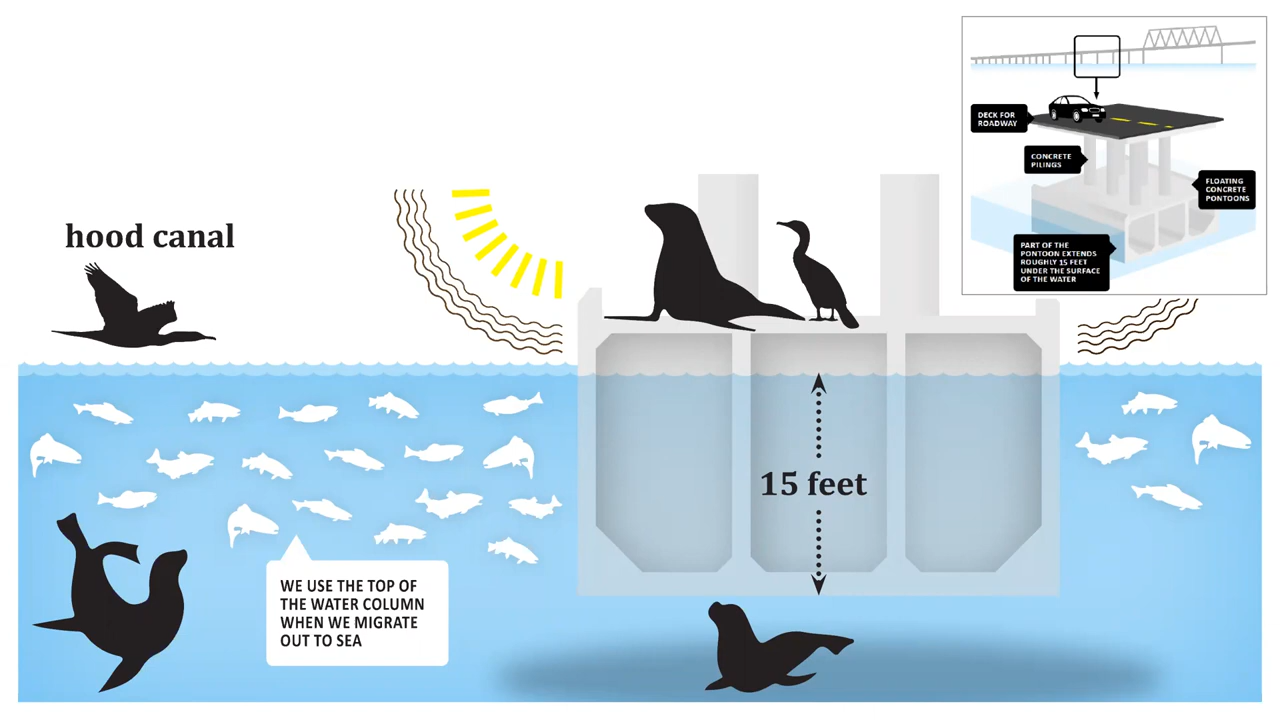 hood canal
DECK FOR
ROADWAY
CONCRETE
PILINGS
FLOATING
CONCRETE
PONTOONS
PART OF THE
PONTOON EXTENDS
ROUGHLY 15 FEET
UNDER THE SURFACE
OF THE WATER
15 feet
WE USE THE TOP OF
THE WATER COLUMN
WHEN WE MIGRATE
OUT TO SEA